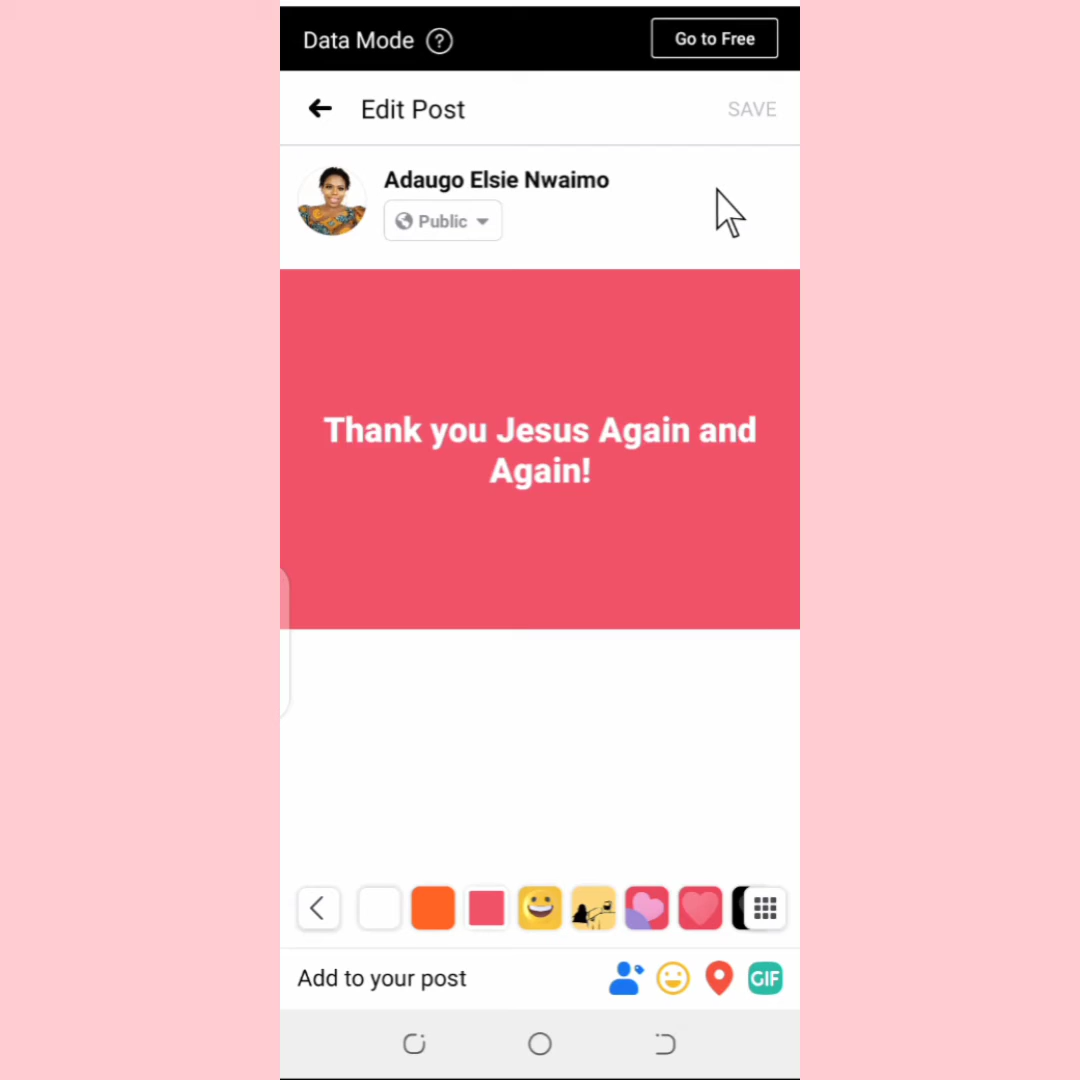 Data Mode ? Go to Free
Edit Post SAVE
Adaugo Elsie Nwaimo
Public
Thank you Jesus Again and
Again!
Add to your post GIF